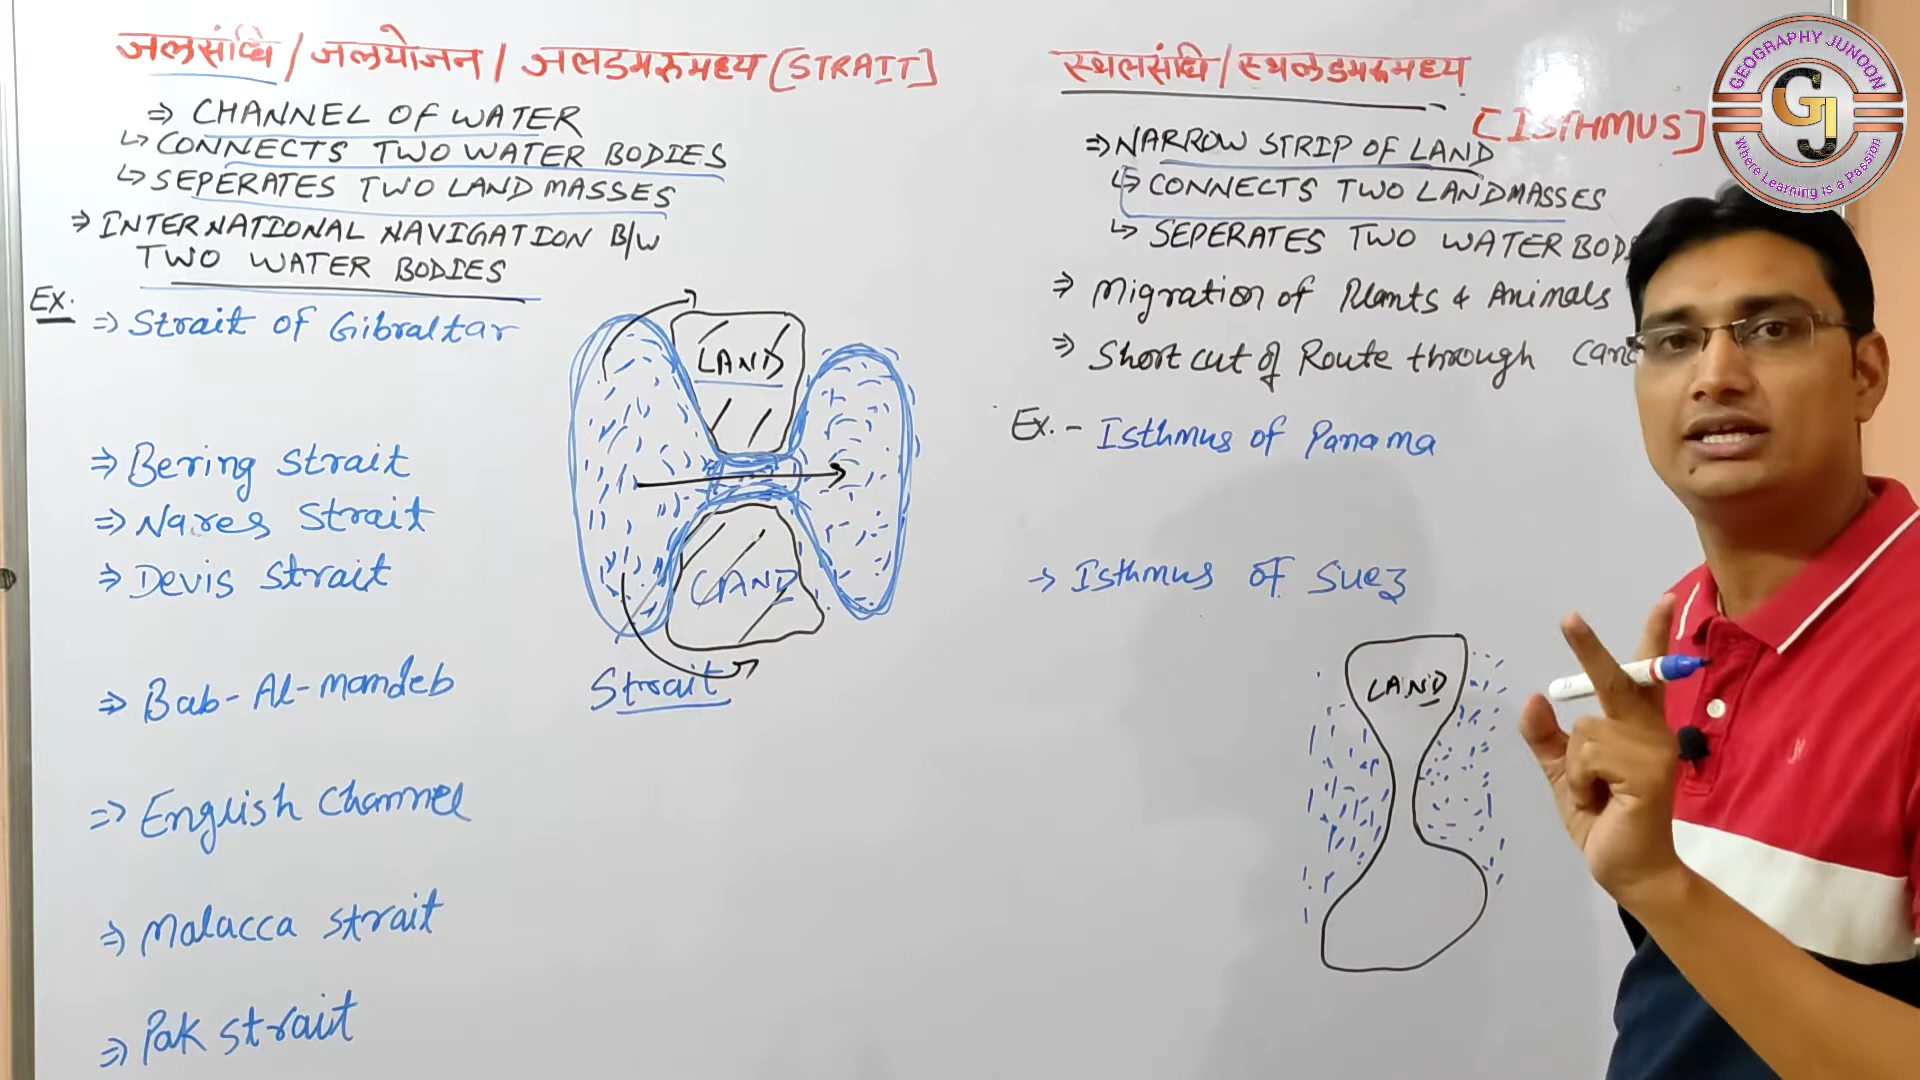 जलसंधि / जलयोजन / जलडमरुमध्य (STRAIT]
⇒ CHANNEL OF WATER
↳ CONNECTS TWO WATER BODIES
↳ SEPERATES TWO LAND MASSES
⇒ INTERNATIONAL NAVIGATION B/W
TWO WATER BODIES
Ex:
⇒ Strait of Gibraltar
⇒ Bering Strait
⇒ Nares Strait
⇒ Devis Strait
⇒ Bab-Al-mandeb
⇒ English Channel
⇒ Malacca Strait
⇒ Pak Strait
LAND
LAND
Strait
स्थलसंधि / स्थलडमरुमध्य
[ISTHMUS]
⇒ NARROW STRIP OF LAND
↳ CONNECTS TWO LANDMASSES
↳ SEPERATES TWO WATER BOD
⇒ Migration of Plants & Animals
⇒ Short cut of Route through
Ex. - Isthmus of Panama
→ Isthmus of Suez
LAND
GEOGRAPHY JUNOON
GJ
Where Learning is a Passion